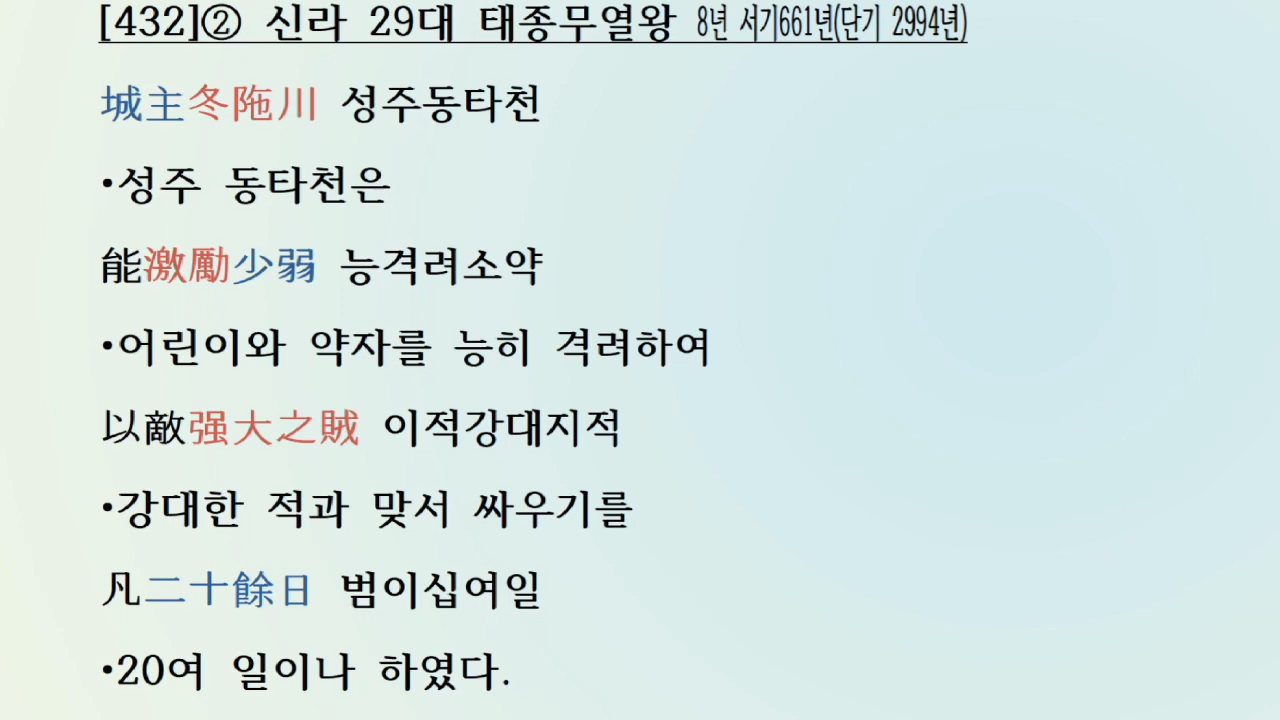 [432]② 신라 29대 태종무열왕 8년 서기661년(단기 2994년)
城主冬陁川 성주동타천
•성주 동타천은
能激勵少弱 능격려소약
•어린이와 약자를 능히 격려하여
以敵强大之賊 이적강대지적
•강대한 적과 맞서 싸우기를
凡二十餘日 범이십여일
•20여 일이나 하였다.